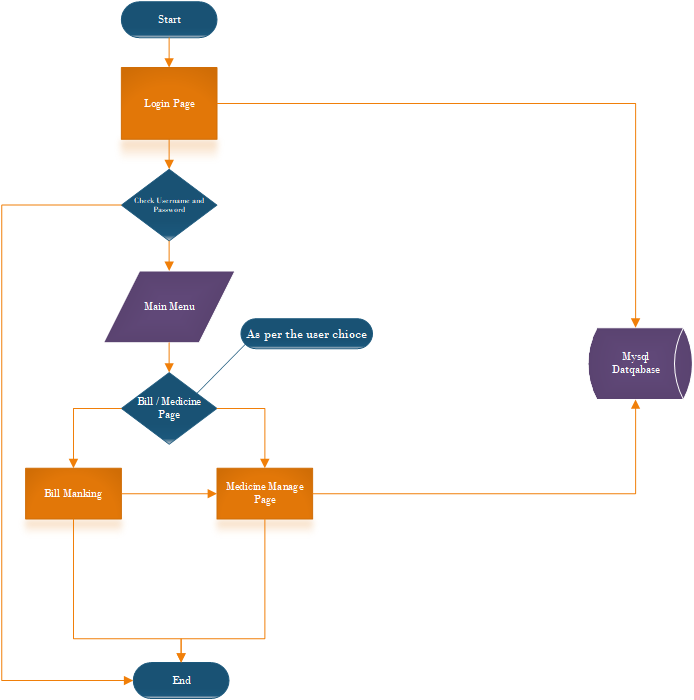 Start
Login Page
Check Username and
Password
Main Menu
As per the user chioce
Mysql
Datqabase
Bill / Medicine
Page
Bill Manking
Medicine Manage
Page
End